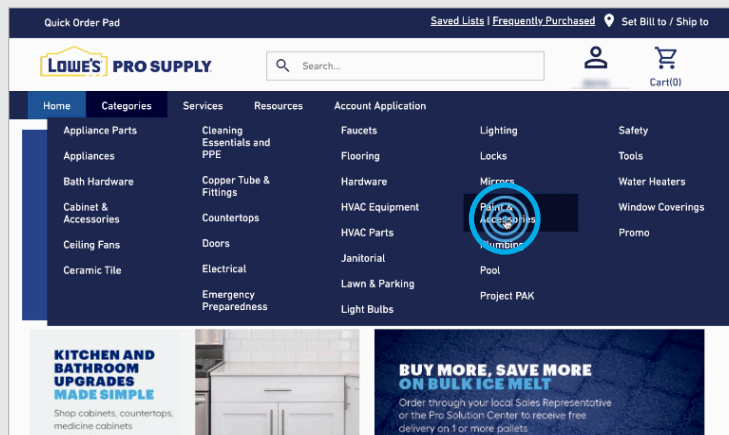 Quick Order Pad
Saved Lists | Frequently Purchased
Set Bill to / Ship to
LOWE'S PRO SUPPLY
Search...
Cart(0)
Home
Categories
Services
Resources
Account Application
Appliance Parts
Appliances
Bath Hardware
Cabinet &
Accessories
Ceiling Fans
Ceramic Tile
Cleaning
Essentials and
PPE
Copper Tube &
Fittings
Countertops
Doors
Electrical
Emergency
Preparedness
Faucets
Flooring
Hardware
HVAC Equipment
HVAC Parts
Janitorial
Lawn & Parking
Light Bulbs
Lighting
Locks
Mirrors
Paint &
Accessories
Plumbing
Pool
Project PAK
Safety
Tools
Water Heaters
Window Coverings
Promo
KITCHEN AND
BATHROOM
UPGRADES
MADE SIMPLE
Shop cabinets, countertops,
medicine cabinets
BUY MORE, SAVE MORE
ON BULK ICE MELT
Order through your local Sales Representative
or the Pro Solution Center to receive free
delivery on 1 or more pallets